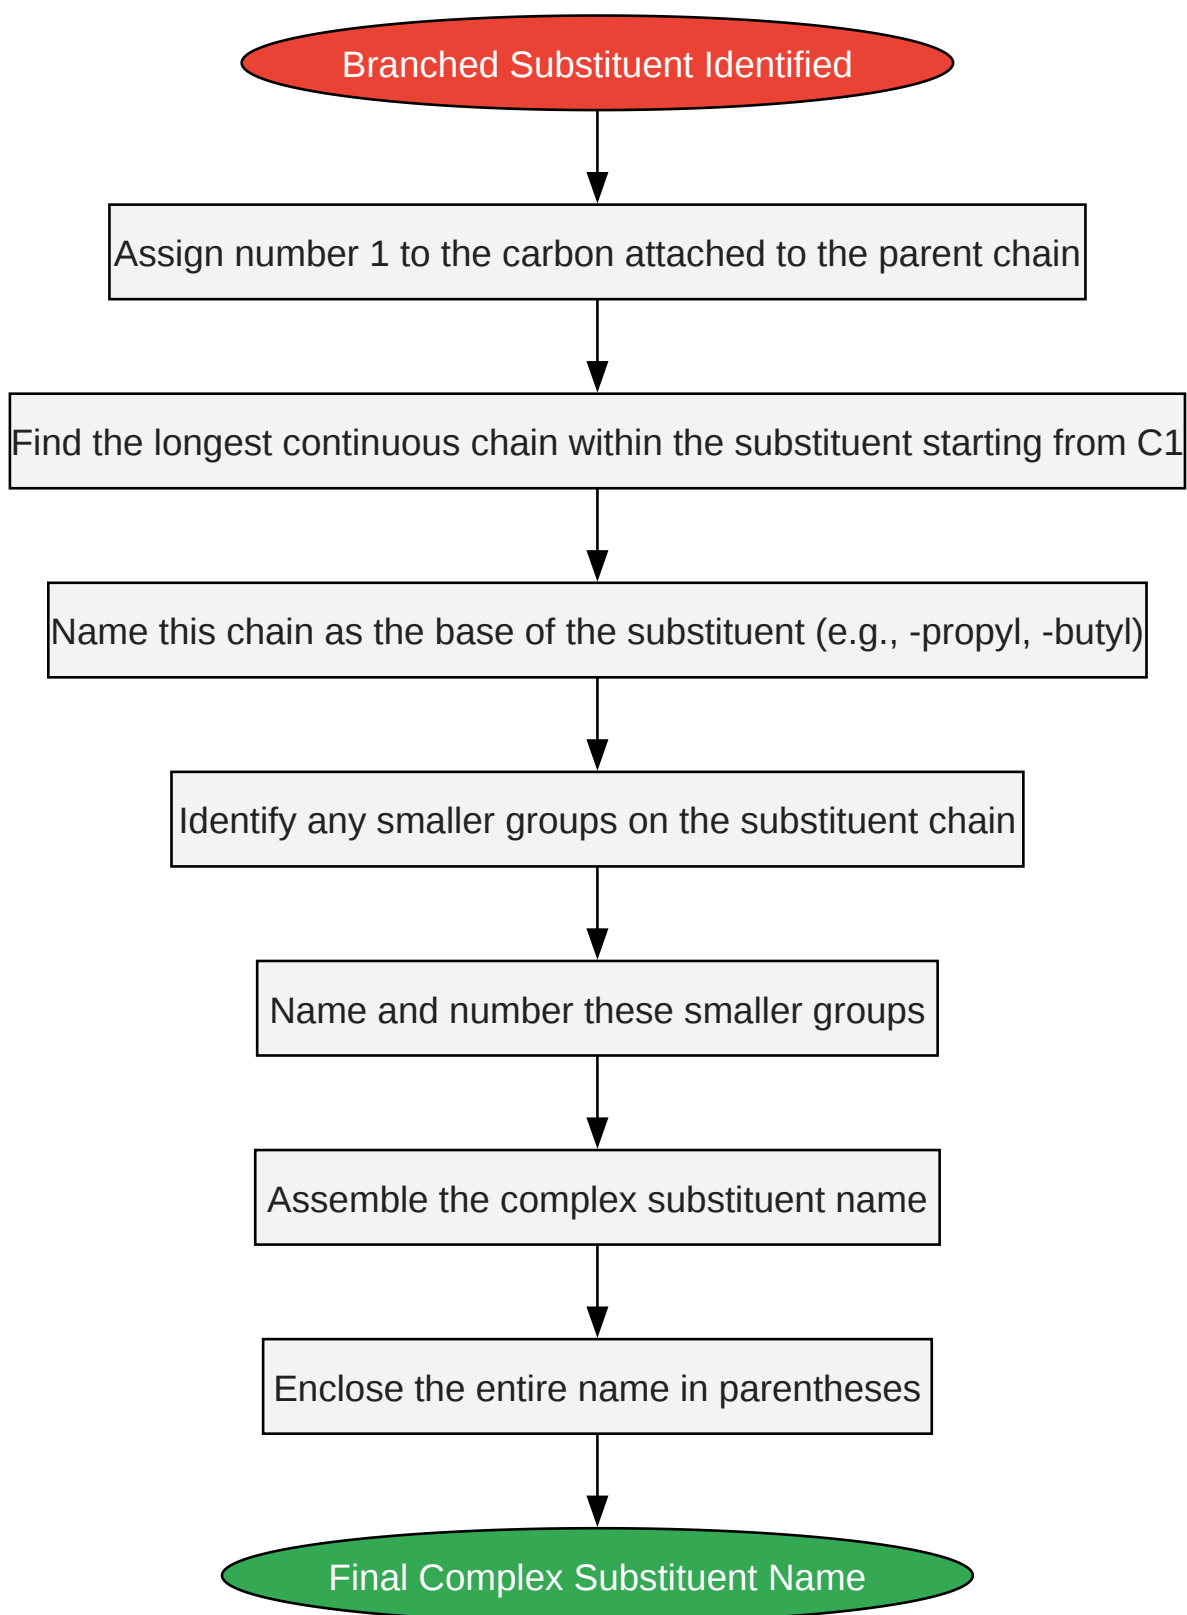 Branched Substituent Identified
Assign number 1 to the carbon attached to the parent chain
Find the longest continuous chain within the substituent starting from C1
Name this chain as the base of the substituent (e.g., -propyl, -butyl)
Identify any smaller groups on the substituent chain
Name and number these smaller groups
Assemble the complex substituent name
Enclose the entire name in parentheses
Final Complex Substituent Name